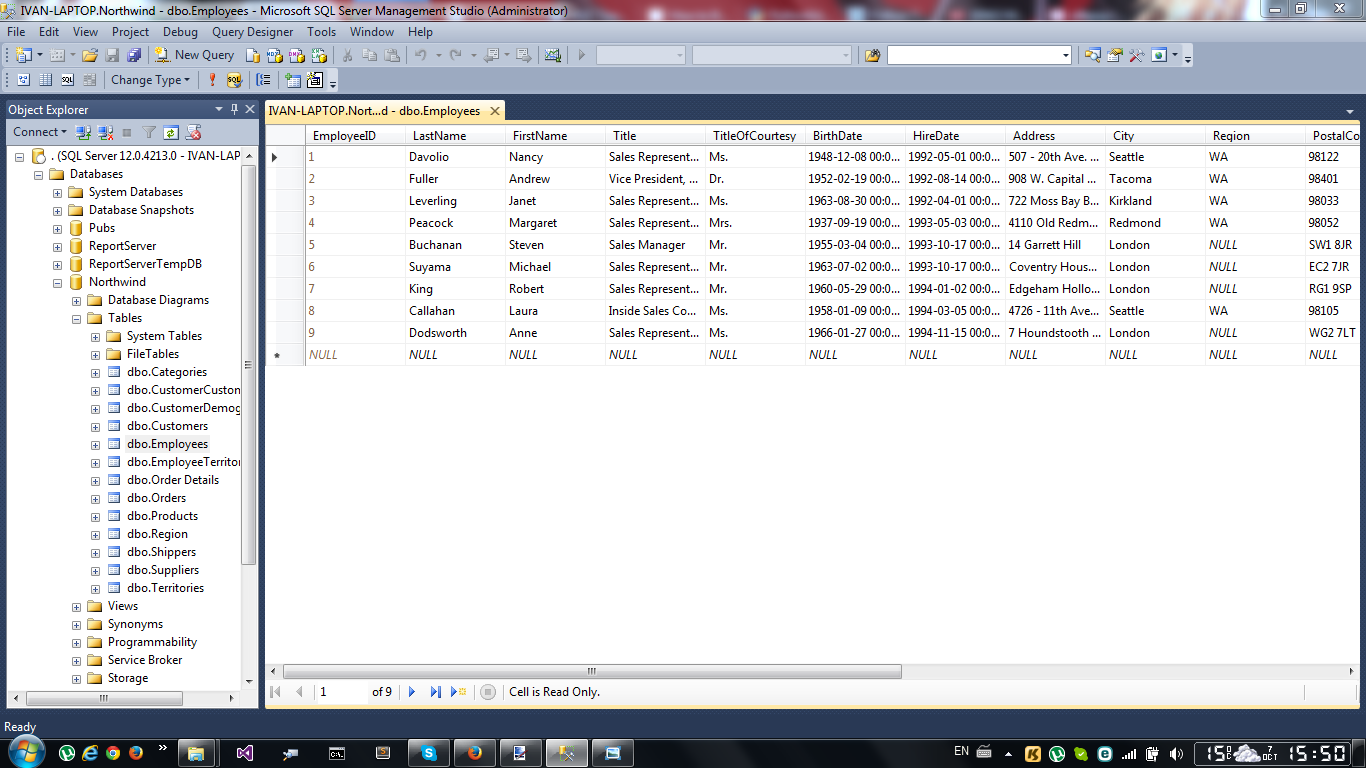 IVAN-LAPTOP.Northwind - dbo.Employees - Microsoft SQL Server Management Studio (Administrator)
File Edit View Project Debug Query Designer Tools Window Help
New Query
Change Type
Object Explorer
Connect
. (SQL Server 12.0.4213.0 - IVAN-LAP
Databases
System Databases
Database Snapshots
Pubs
ReportServer
ReportServerTempDB
Northwind
Database Diagrams
Tables
System Tables
FileTables
dbo.Categories
dbo.CustomerCuston
dbo.CustomerDemog
dbo.Customers
dbo.Employees
dbo.EmployeeTerritor
dbo.Order Details
dbo.Orders
dbo.Products
dbo.Region
dbo.Shippers
dbo.Suppliers
dbo.Territories
Views
Synonyms
Programmability
Service Broker
Storage
IVAN-LAPTOP.Nort...d - dbo.Employees
EmployeeID LastName FirstName Title TitleOfCourtesy BirthDate HireDate Address City Region PostalCo
1 Davolio Nancy Sales Represent... Ms. 1948-12-08 00:0... 1992-05-01 00:0... 507 - 20th Ave. ... Seattle WA 98122
2 Fuller Andrew Vice President, ... Dr. 1952-02-19 00:0... 1992-08-14 00:0... 908 W. Capital ... Tacoma WA 98401
3 Leverling Janet Sales Represent... Ms. 1963-08-30 00:0... 1992-04-01 00:0... 722 Moss Bay B... Kirkland WA 98033
4 Peacock Margaret Sales Represent... Mrs. 1937-09-19 00:0... 1993-05-03 00:0... 4110 Old Redm... Redmond WA 98052
5 Buchanan Steven Sales Manager Mr. 1955-03-04 00:0... 1993-10-17 00:0... 14 Garrett Hill London NULL SW1 8JR
6 Suyama Michael Sales Represent... Mr. 1963-07-02 00:0... 1993-10-17 00:0... Coventry Hous... London NULL EC2 7JR
7 King Robert Sales Represent... Mr. 1960-05-29 00:0... 1994-01-02 00:0... Edgeham Hollo... London NULL RG1 9SP
8 Callahan Laura Inside Sales Co... Ms. 1958-01-09 00:0... 1994-03-05 00:0... 4726 - 11th Ave... Seattle WA 98105
9 Dodsworth Anne Sales Represent... Ms. 1966-01-27 00:0... 1994-11-15 00:0... 7 Houndstooth ... London NULL WG2 7LT
NULL NULL NULL NULL NULL NULL NULL NULL NULL NULL NULL
1 of 9 Cell is Read Only.
Ready
EN 15 7 OCT 15:50